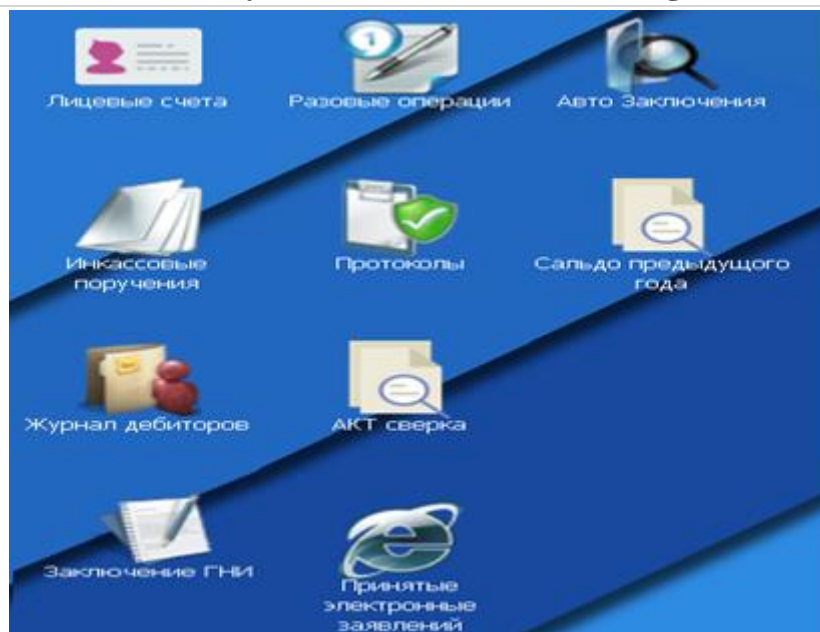 Лицевые счета
Разовые операции
Авто Заключения
Инкассовые
поручения
Протоколы
Сальдо предыдущего
года
Журнал дебиторов
АКТ сверка
Заключение ГНИ
Принятые
электронные
заявлений